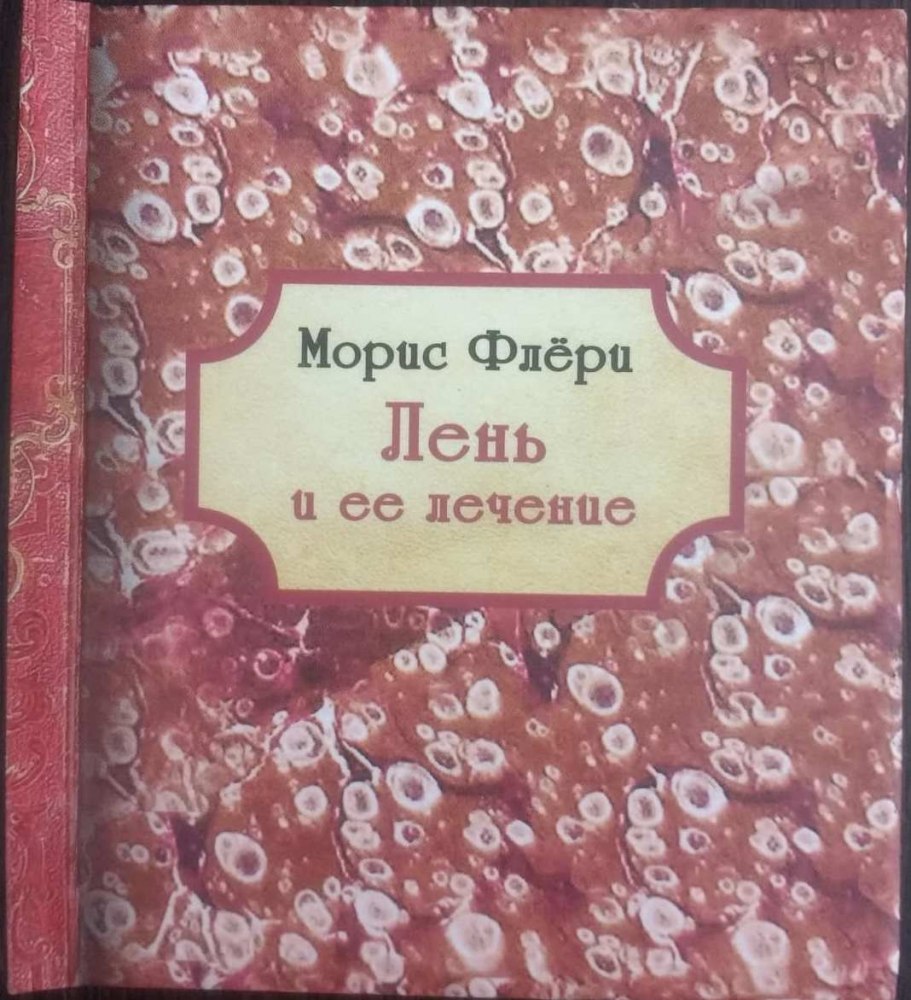 Морис Флёри
Лень
и ее лечение